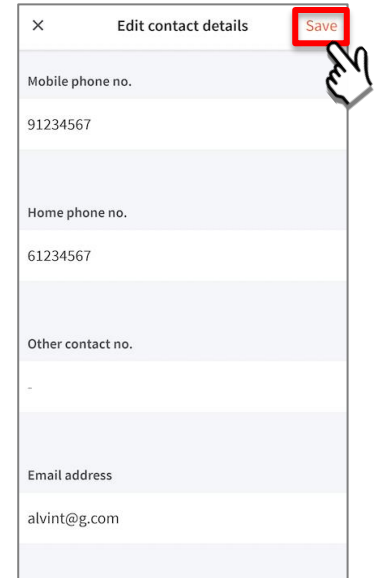 × Edit contact details Save
Mobile phone no.
91234567
Home phone no.
61234567
Other contact no.
-
Email address
alvint@g.com